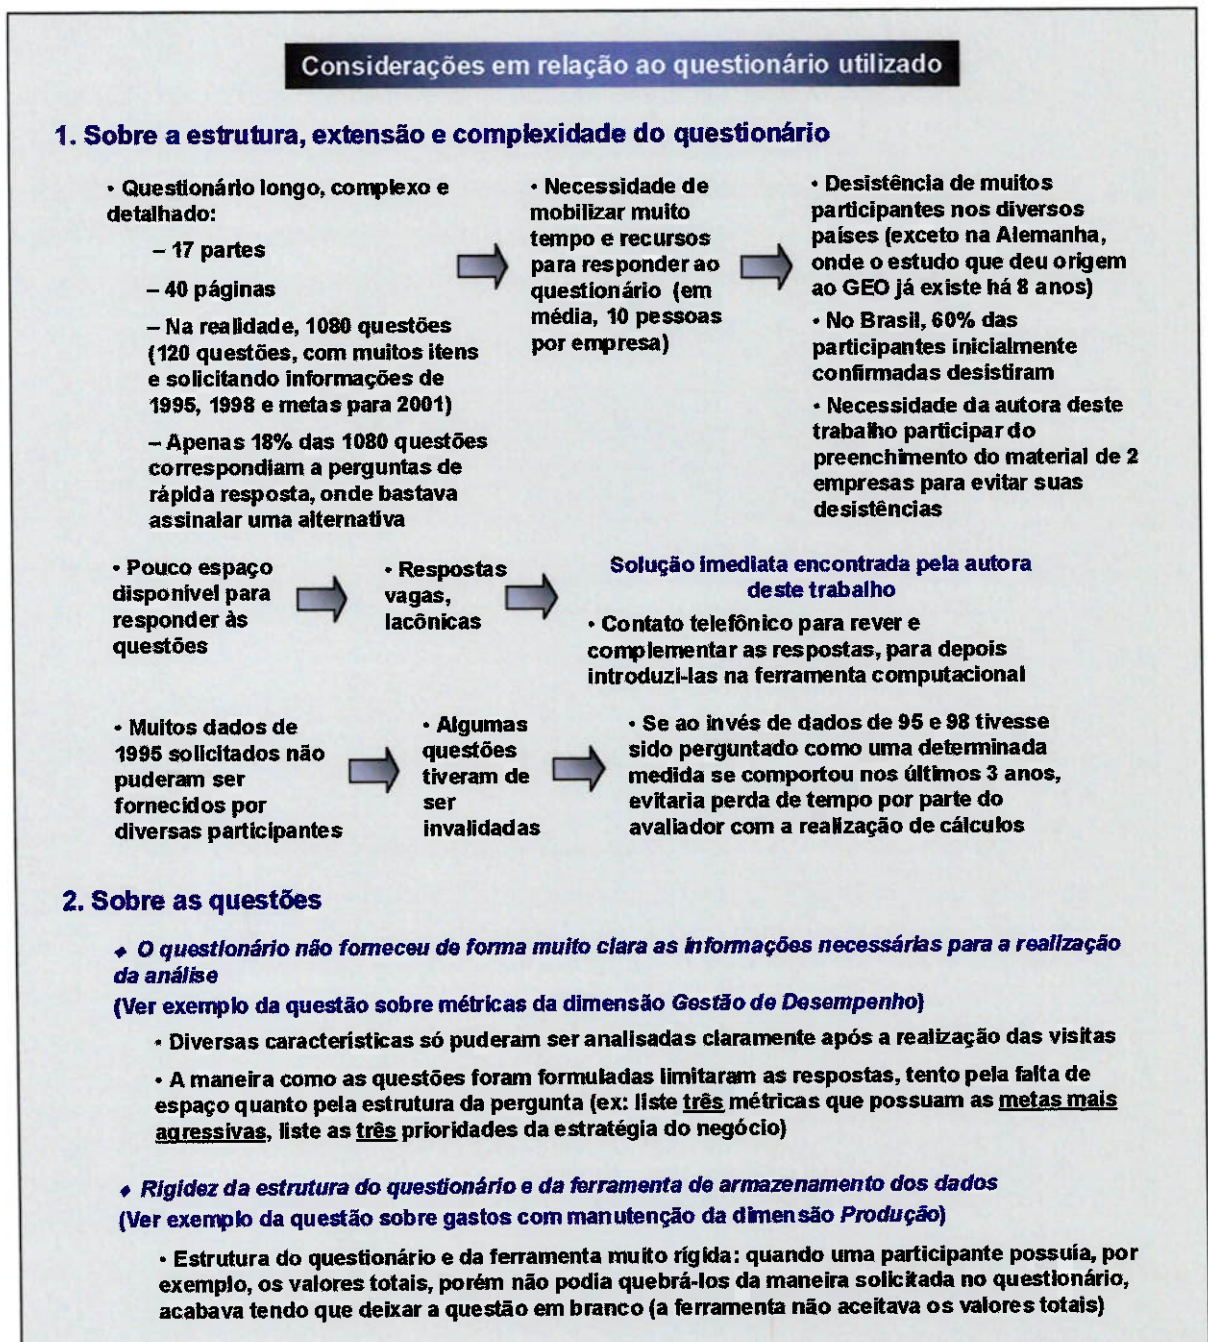 Considerações em relação ao questionário utilizado
1. Sobre a estrutura, extensão e complexidade do questionário
• Questionário longo, complexo e
detalhado:
– 17 partes
– 40 páginas
– Na realidade, 1080 questões
(120 questões, com muitos itens
e solicitando informações de
1995, 1998 e metas para 2001)
– Apenas 18% das 1080 questões
correspondiam a perguntas de
rápida resposta, onde bastava
assinalar uma alternativa
• Necessidade de
mobilizar muito
tempo e recursos
para responder ao
questionário (em
média, 10 pessoas
por empresa)
• Desistência de muitos
participantes nos diversos
países (exceto na Alemanha,
onde o estudo que deu origem
ao GEO já existe há 8 anos)
• No Brasil, 60% das
participantes inicialmente
confirmadas desistiram
• Necessidade da autora deste
trabalho participar do
preenchimento do material de 2
empresas para evitar suas
desistências
• Pouco espaço
disponível para
responder às
questões
• Respostas
vagas,
lacônicas
Solução imediata encontrada pela autora
deste trabalho
• Contato telefônico para rever e
complementar as respostas, para depois
introduzi-las na ferramenta computacional
• Muitos dados de
1995 solicitados não
puderam ser
fornecidos por
diversas participantes
• Algumas
questões
tiveram de
ser
invalidadas
• Se ao invés de dados de 95 e 98 tivesse
sido perguntado como uma determinada
medida se comportou nos últimos 3 anos,
evitaria perda de tempo por parte do
avaliador com a realização de cálculos
2. Sobre as questões
♦ O questionário não forneceu de forma muito clara as informações necessárias para a realização
da análise
(Ver exemplo da questão sobre métricas da dimensão Gestão de Desempenho)
• Diversas características só puderam ser analisadas claramente após a realização das visitas
• A maneira como as questões foram formuladas limitaram as respostas, tento pela falta de
espaço quanto pela estrutura da pergunta (ex: liste três métricas que possuam as metas mais
agressivas, liste as três prioridades da estratégia do negócio)
♦ Rigidez da estrutura do questionário e da ferramenta de armazenamento dos dados
(Ver exemplo da questão sobre gastos com manutenção da dimensão Produção)
• Estrutura do questionário e da ferramenta muito rígida: quando uma participante possuía, por
exemplo, os valores totais, porém não podia quebrá-los da maneira solicitada no questionário,
acabava tendo que deixar a questão em branco (a ferramenta não aceitava os valores totais)